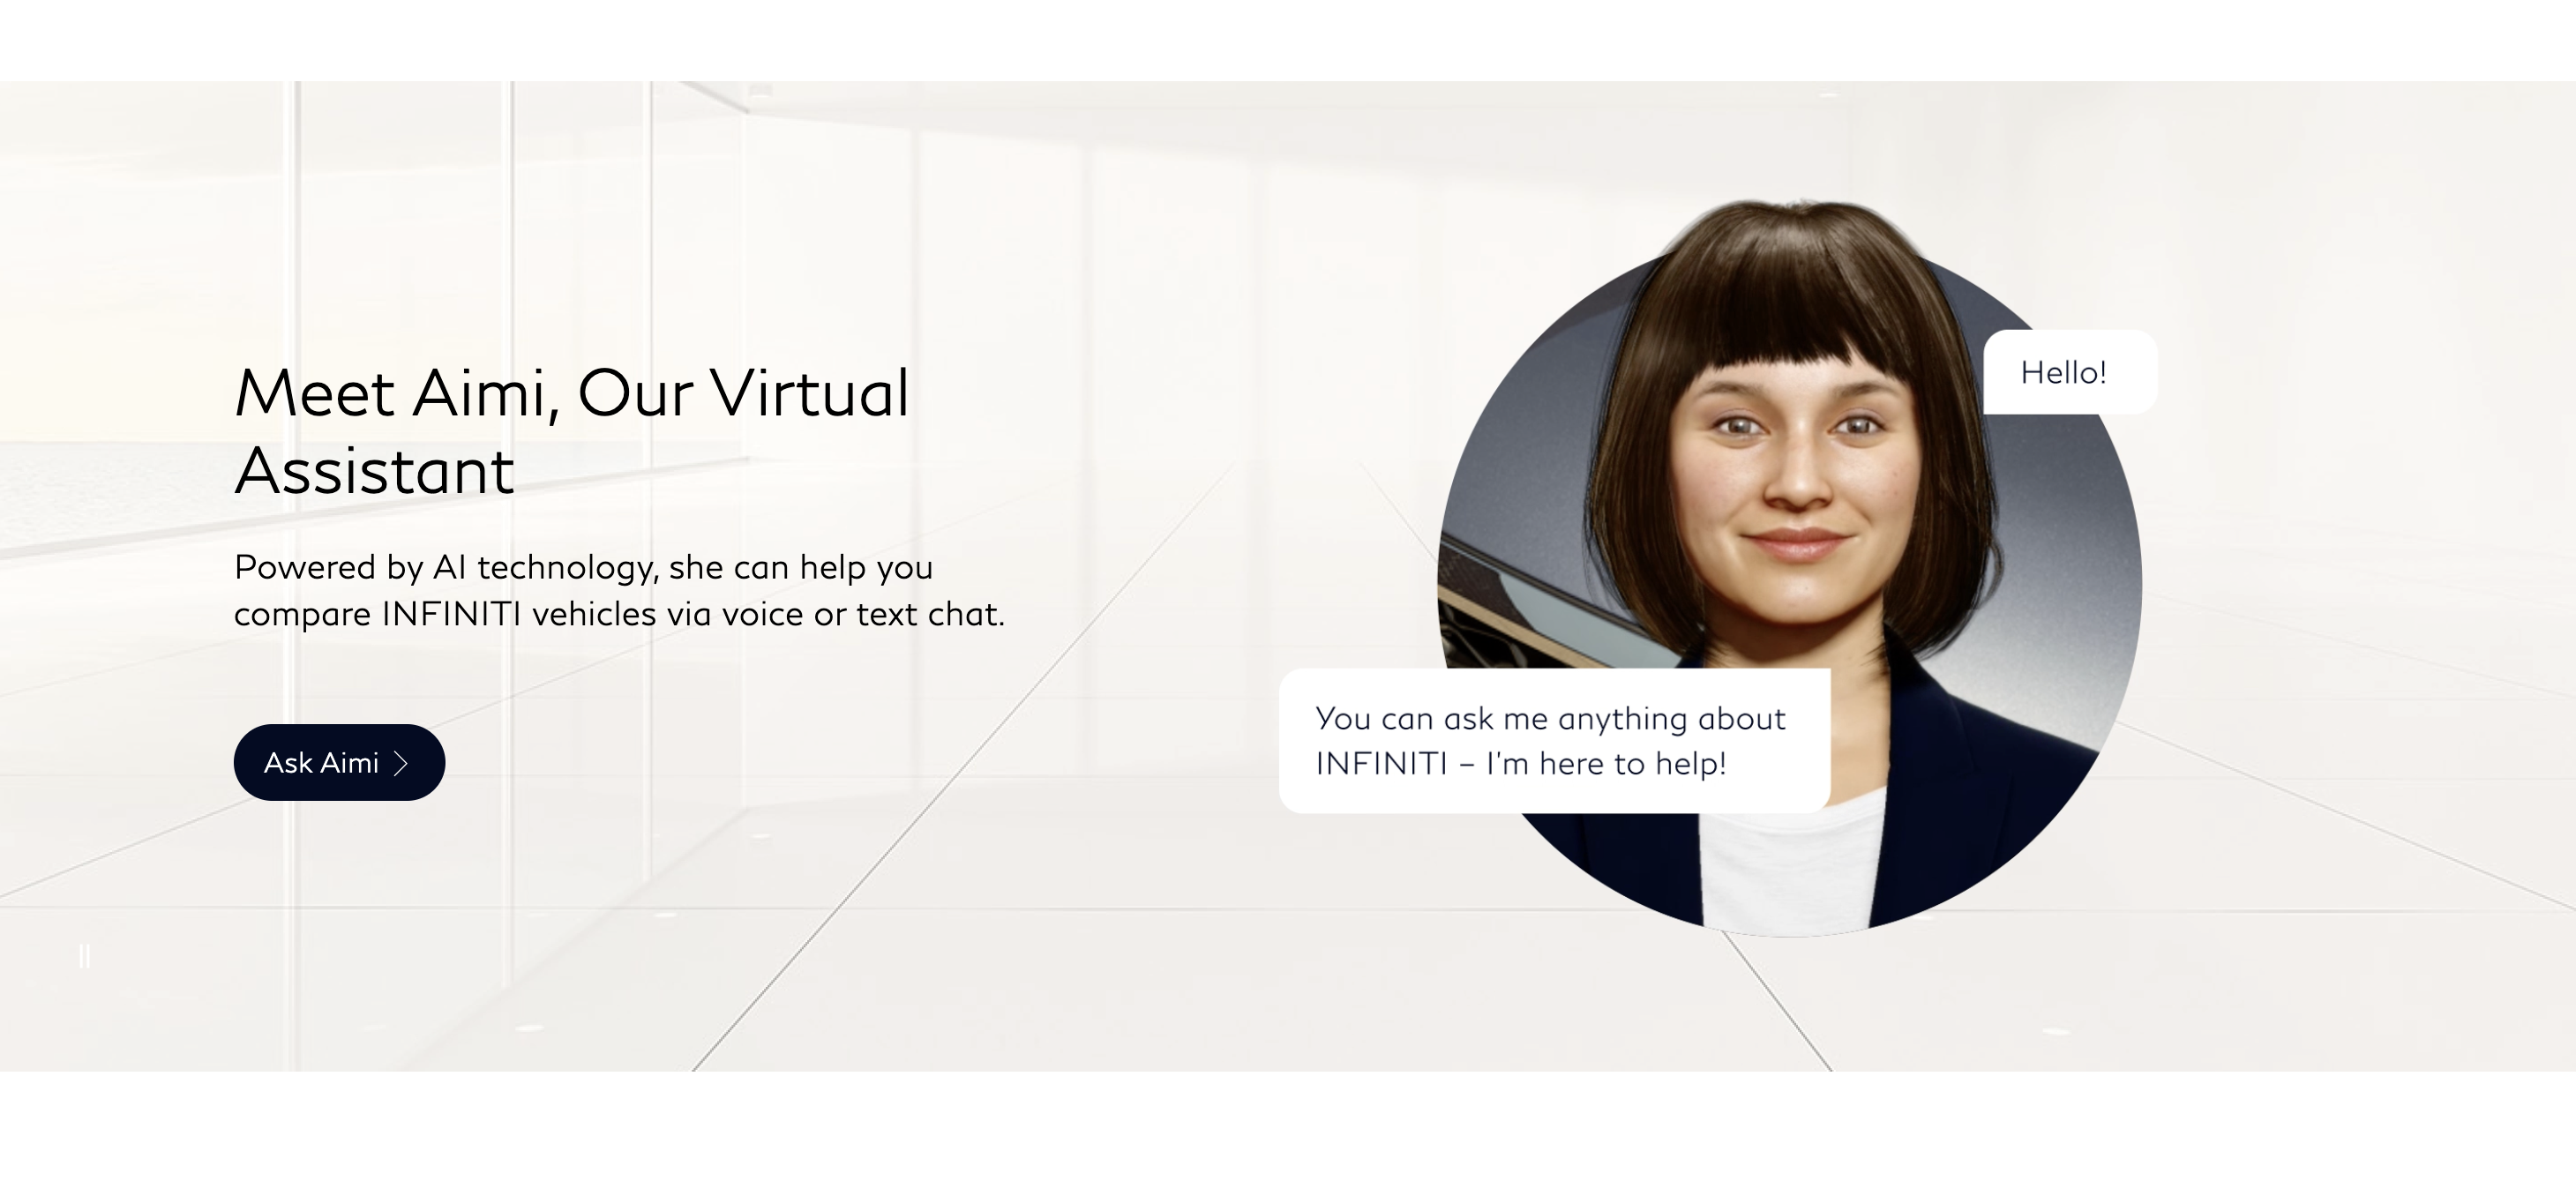 Meet Aimi, Our Virtual
Assistant
Powered by AI technology, she can help you
compare INFINITI vehicles via voice or text chat.
Ask Aimi
Hello!
You can ask me anything about
INFINITI – I'm here to help!